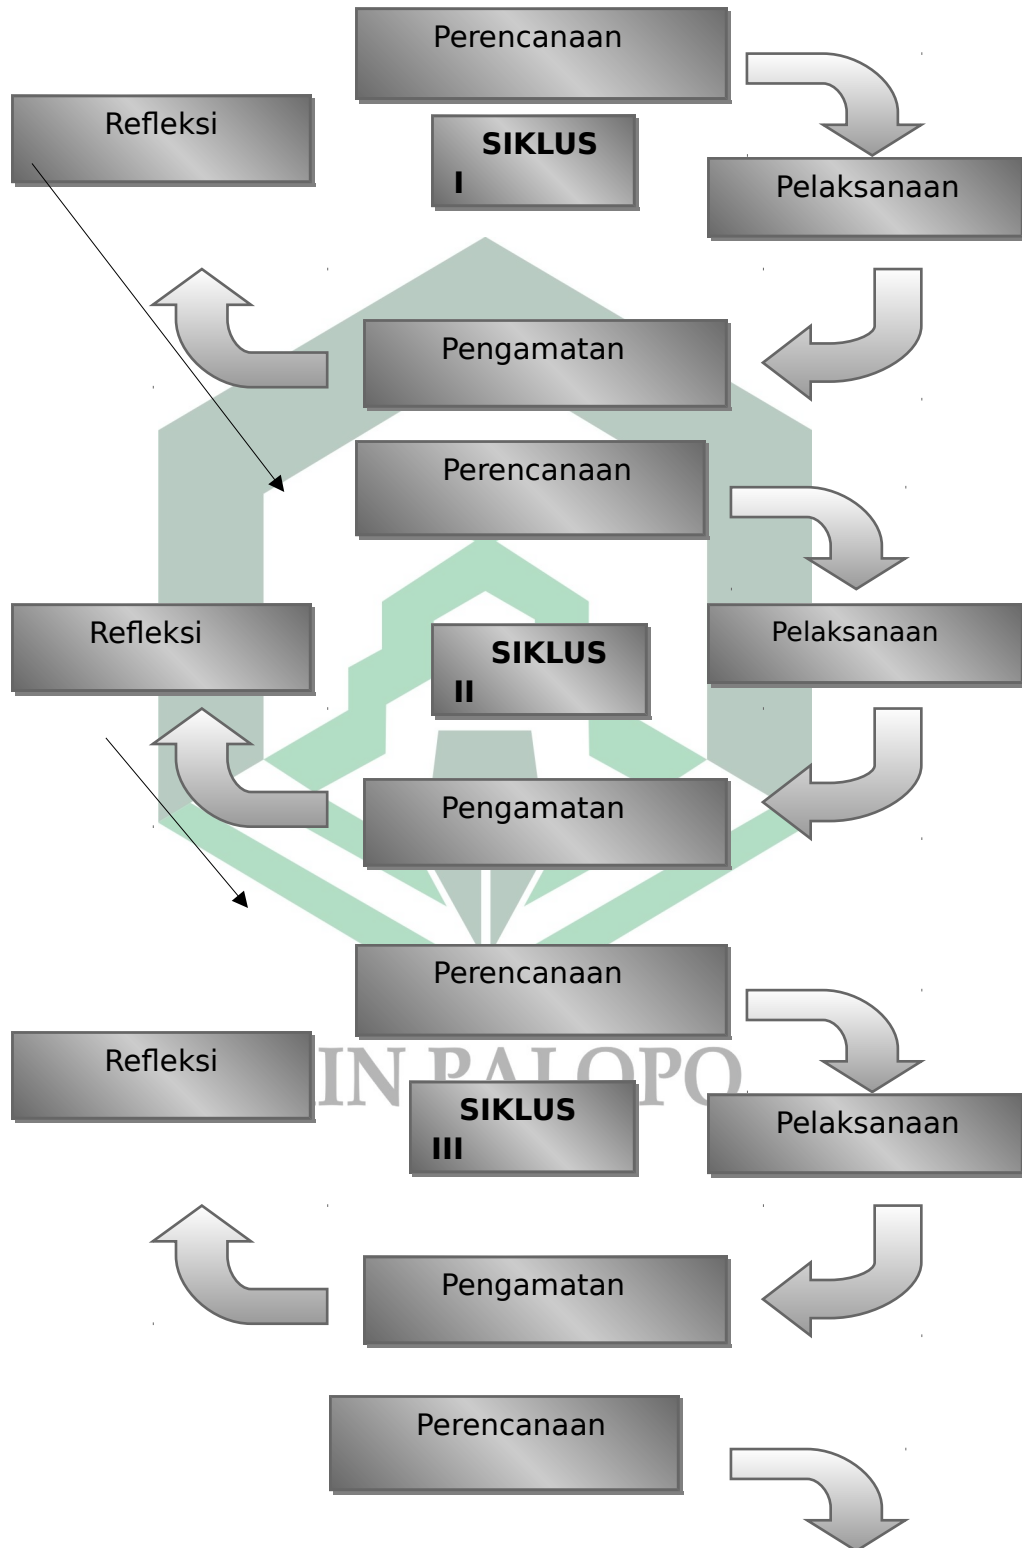 Perencanaan
Refleksi
SIKLUS
I
Pelaksanaan
Pengamatan
Perencanaan
Refleksi
SIKLUS
II
Pelaksanaan
Pengamatan
Perencanaan
Refleksi
IN PALOPO
SIKLUS
III
Pelaksanaan
Pengamatan
Perencanaan